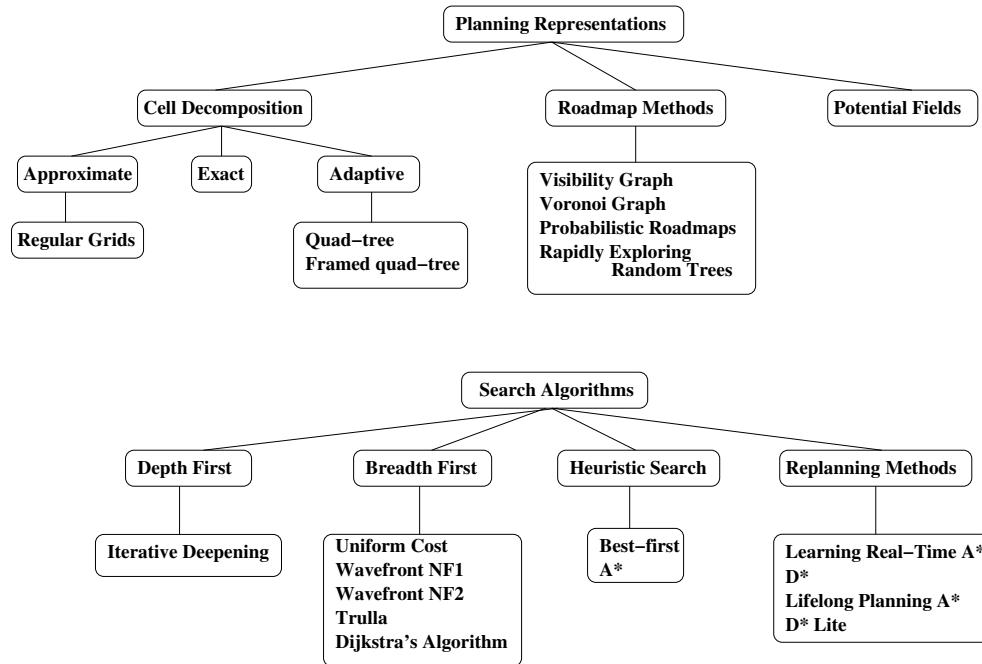 Planning Representations
Cell Decomposition
Roadmap Methods
Potential Fields
Approximate
Exact
Adaptive
Visibility Graph
Voronoi Graph
Probabilistic Roadmaps
Rapidly Exploring
Random Trees
Regular Grids
Quad−tree
Framed quad−tree
Search Algorithms
Depth First
Breadth First
Heuristic Search
Replanning Methods
Iterative Deepening
Uniform Cost
Wavefront NF1
Wavefront NF2
Trulla
Dijkstra's Algorithm
Best−first
A*
Learning Real−Time A*
D*
Lifelong Planning A*
D* Lite